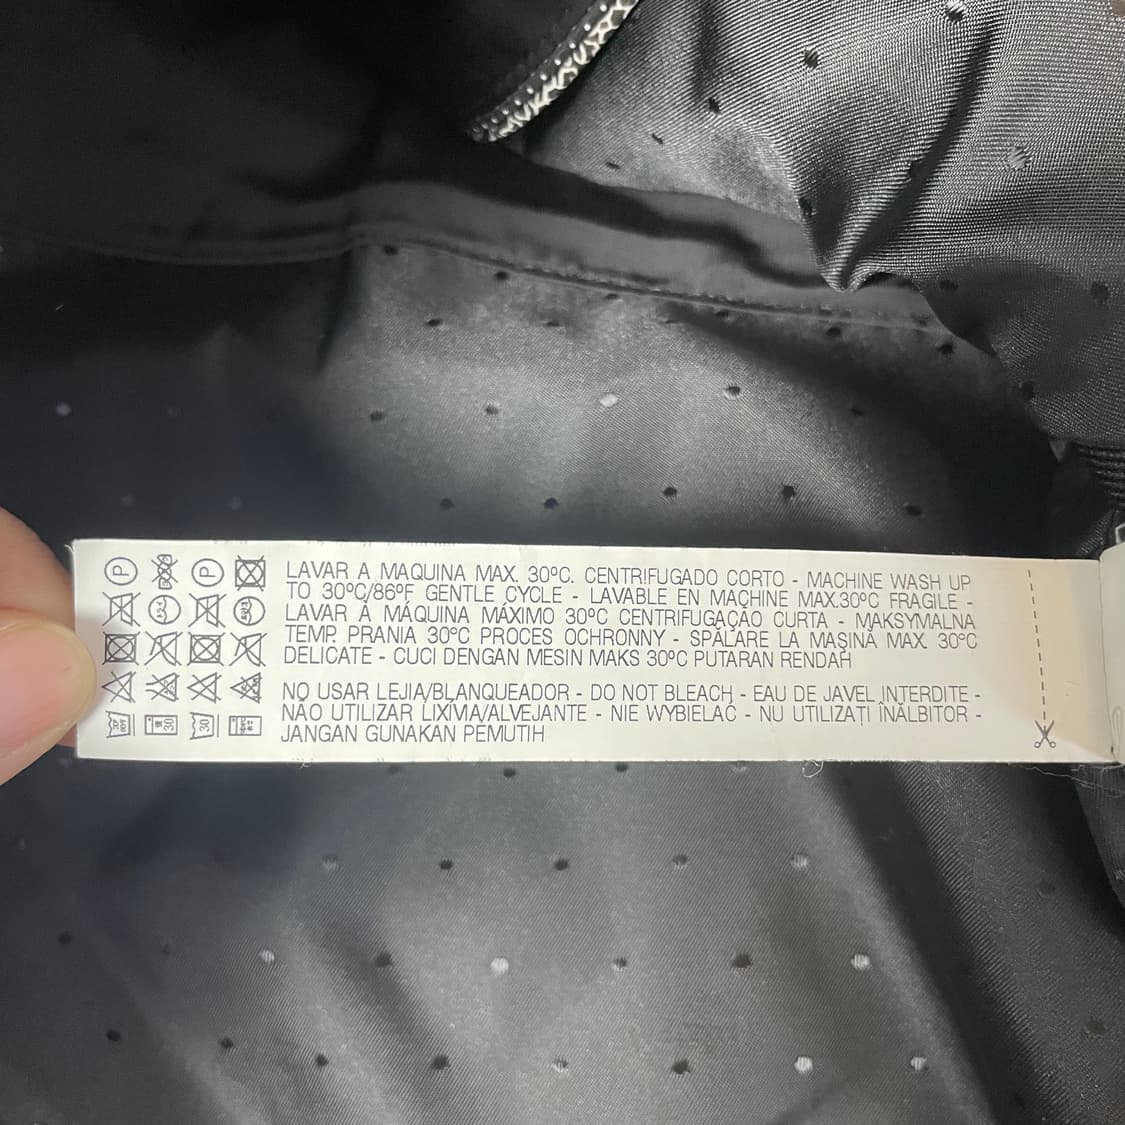 LAVAR A MAQUINA MAX. 30ºC. CENTRIFUGADO CORTO - MACHINE WASH UP
TO 30ºC/86ºF GENTLE CYCLE - LAVABLE EN MACHINE MAX.30ºC FRAGILE -
LAVAR À MÁQUINA MÁXIMO 30ºC CENTRIFUGAÇÃO CURTA - MAKSYMALNA
TEMP. PRANIA 30ºC PROCES OCHRONNY - SPĂLARE LA MAŞINĂ MAX. 30ºC
DELICATE - CUCI DENGAN MESIN MAKS 30ºC PUTARAN RENDAH
NO USAR LEJIA/BLANQUEADOR - DO NOT BLEACH - EAU DE JAVEL INTERDITE -
NÃO UTILIZAR LIXÍVIA/ALVEJANTE - NIE WYBIELAĆ - NU UTILIZAŢI ÎNĂLBITOR -
JANGAN GUNAKAN PEMUTIH